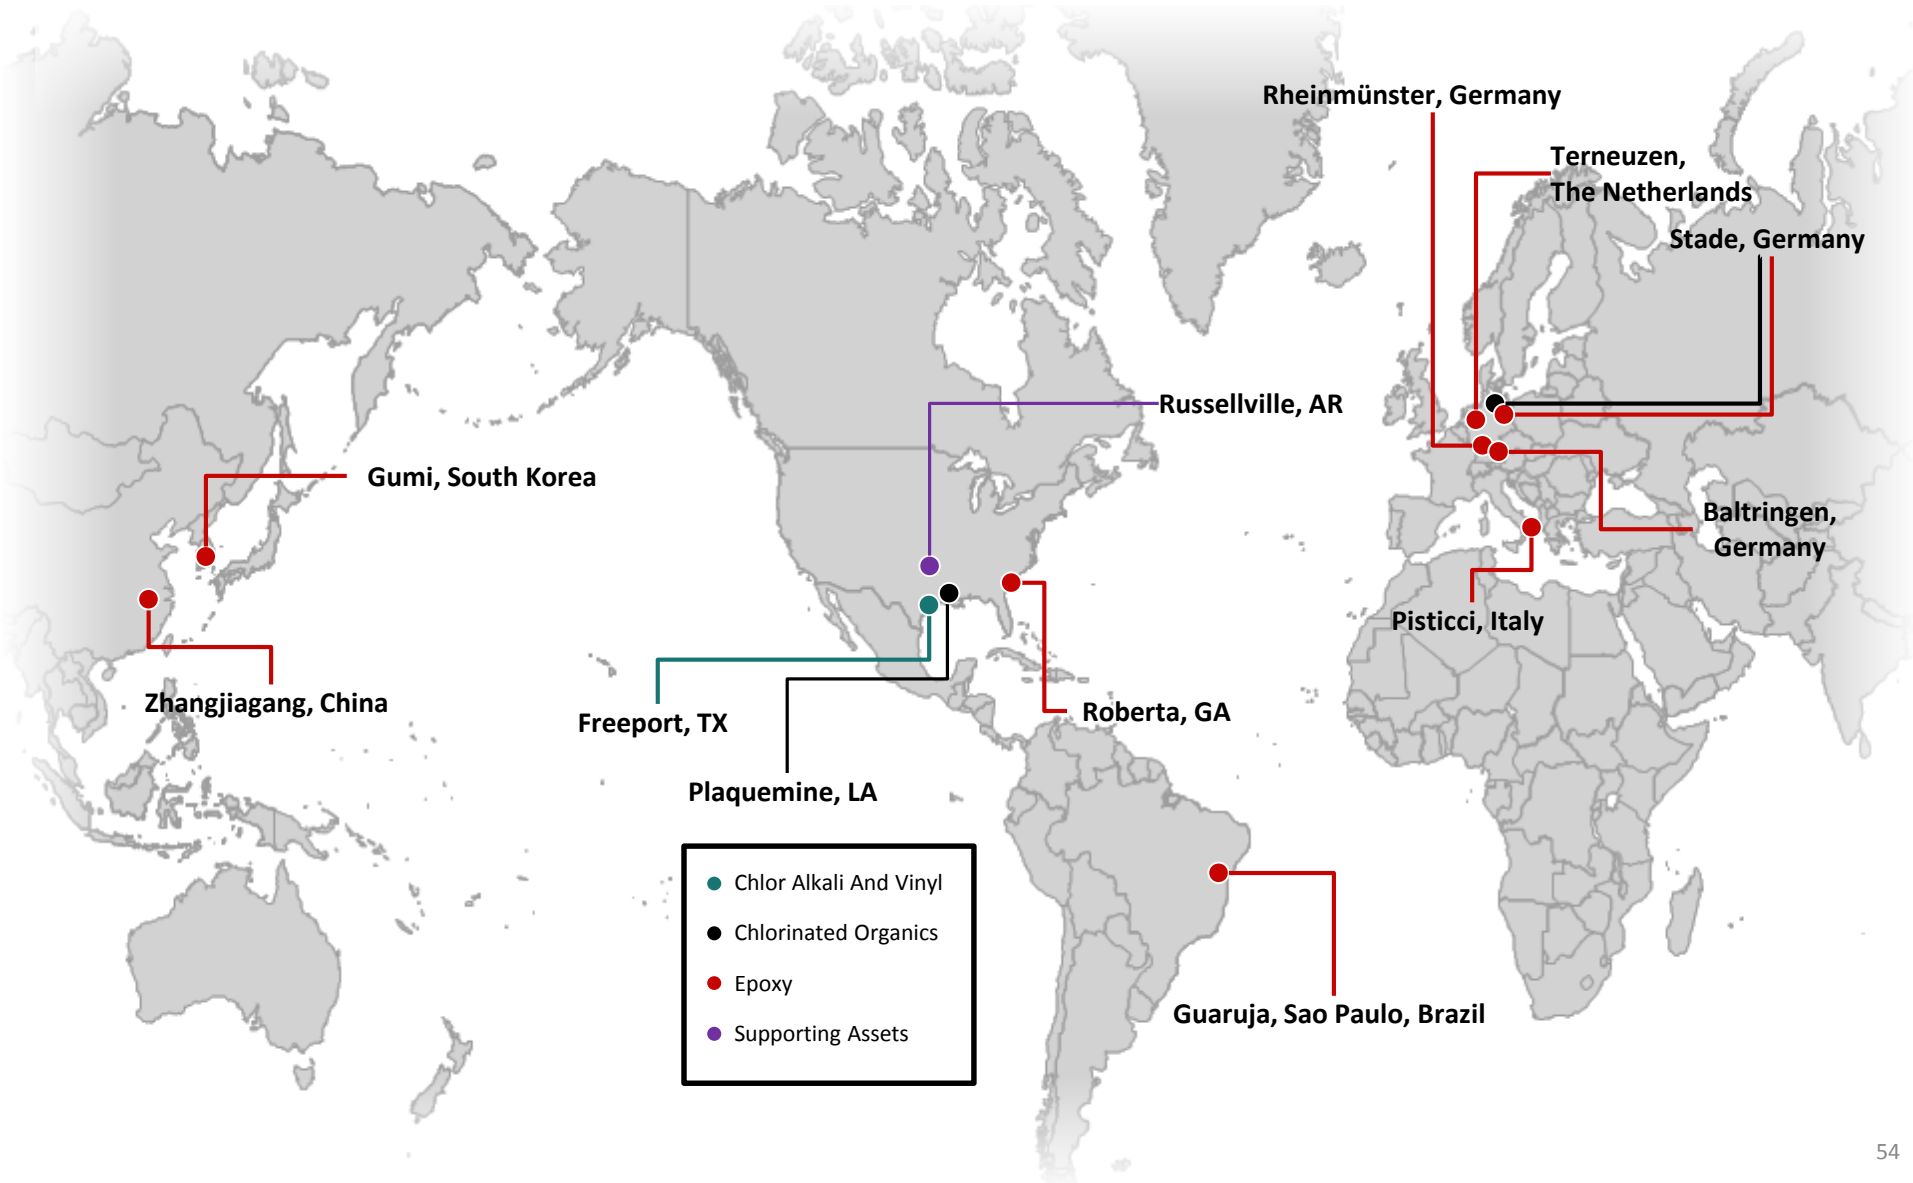 Rheinmünster, Germany
Terneuzen,
The Netherlands
Stade, Germany
Russellville, AR
Gumi, South Korea
Baltringen,
Germany
Pisticci, Italy
Zhangjiagang, China
Freeport, TX
Roberta, GA
Plaquemine, LA
Chlor Alkali And Vinyl
Chlorinated Organics
Epoxy
Supporting Assets
Guaruja, Sao Paulo, Brazil
54